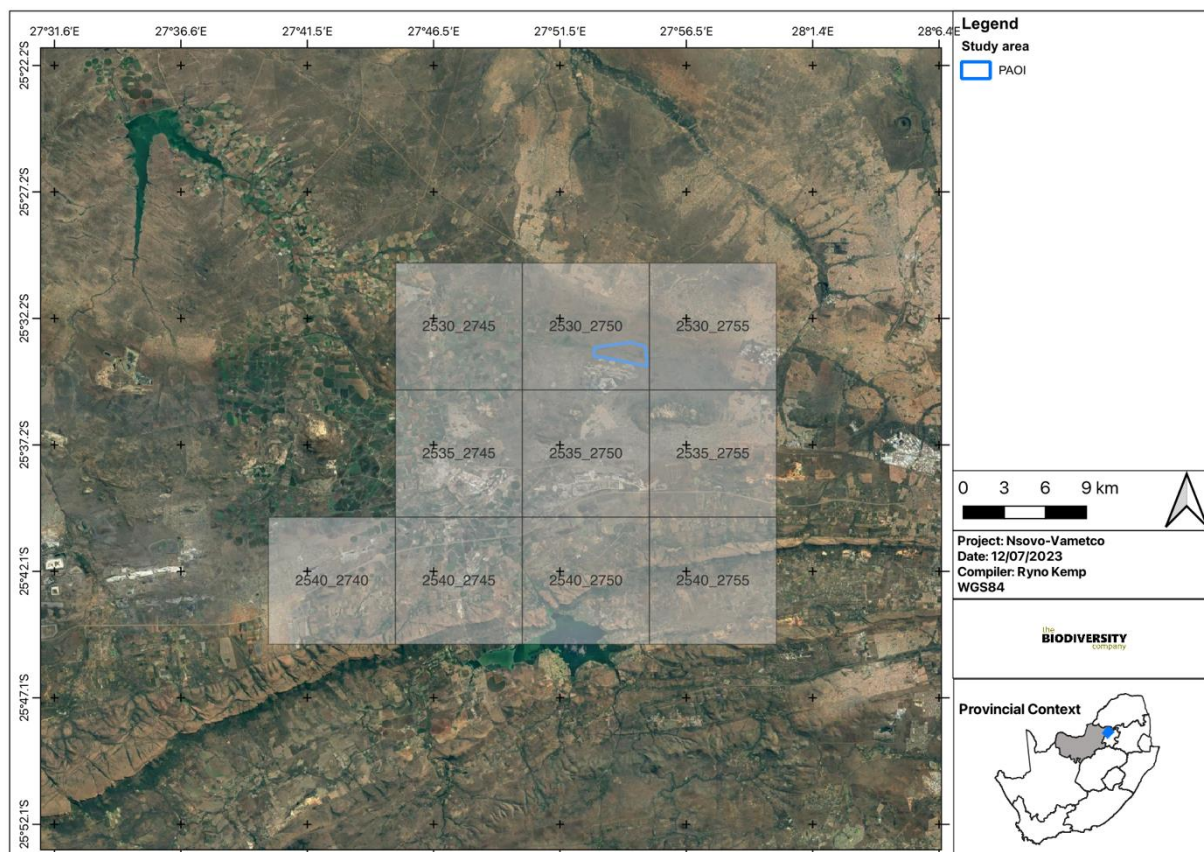 27°31.6′E 27°36.6′E 27°41.5′E 27°46.5′E 27°51.5′E 27°56.5′E 28°1.4′E 28°6.4′E
25°22.2′S
25°27.2′S
25°32.2′S
25°37.2′S
25°42.1′S
25°47.1′S
25°52.1′S
2530_2745 2530_2750 2530_2755
2535_2745 2535_2750 2535_2755
2540_2740 2540_2745 2540_2750 2540_2755
Legend
Study area
PAOI
0 3 6 9 km
Project: Nsovo-Vametco
Date: 12/07/2023
Compiler: Ryno Kemp
WGS84
the
BIODIVERSITY
company
Provincial Context